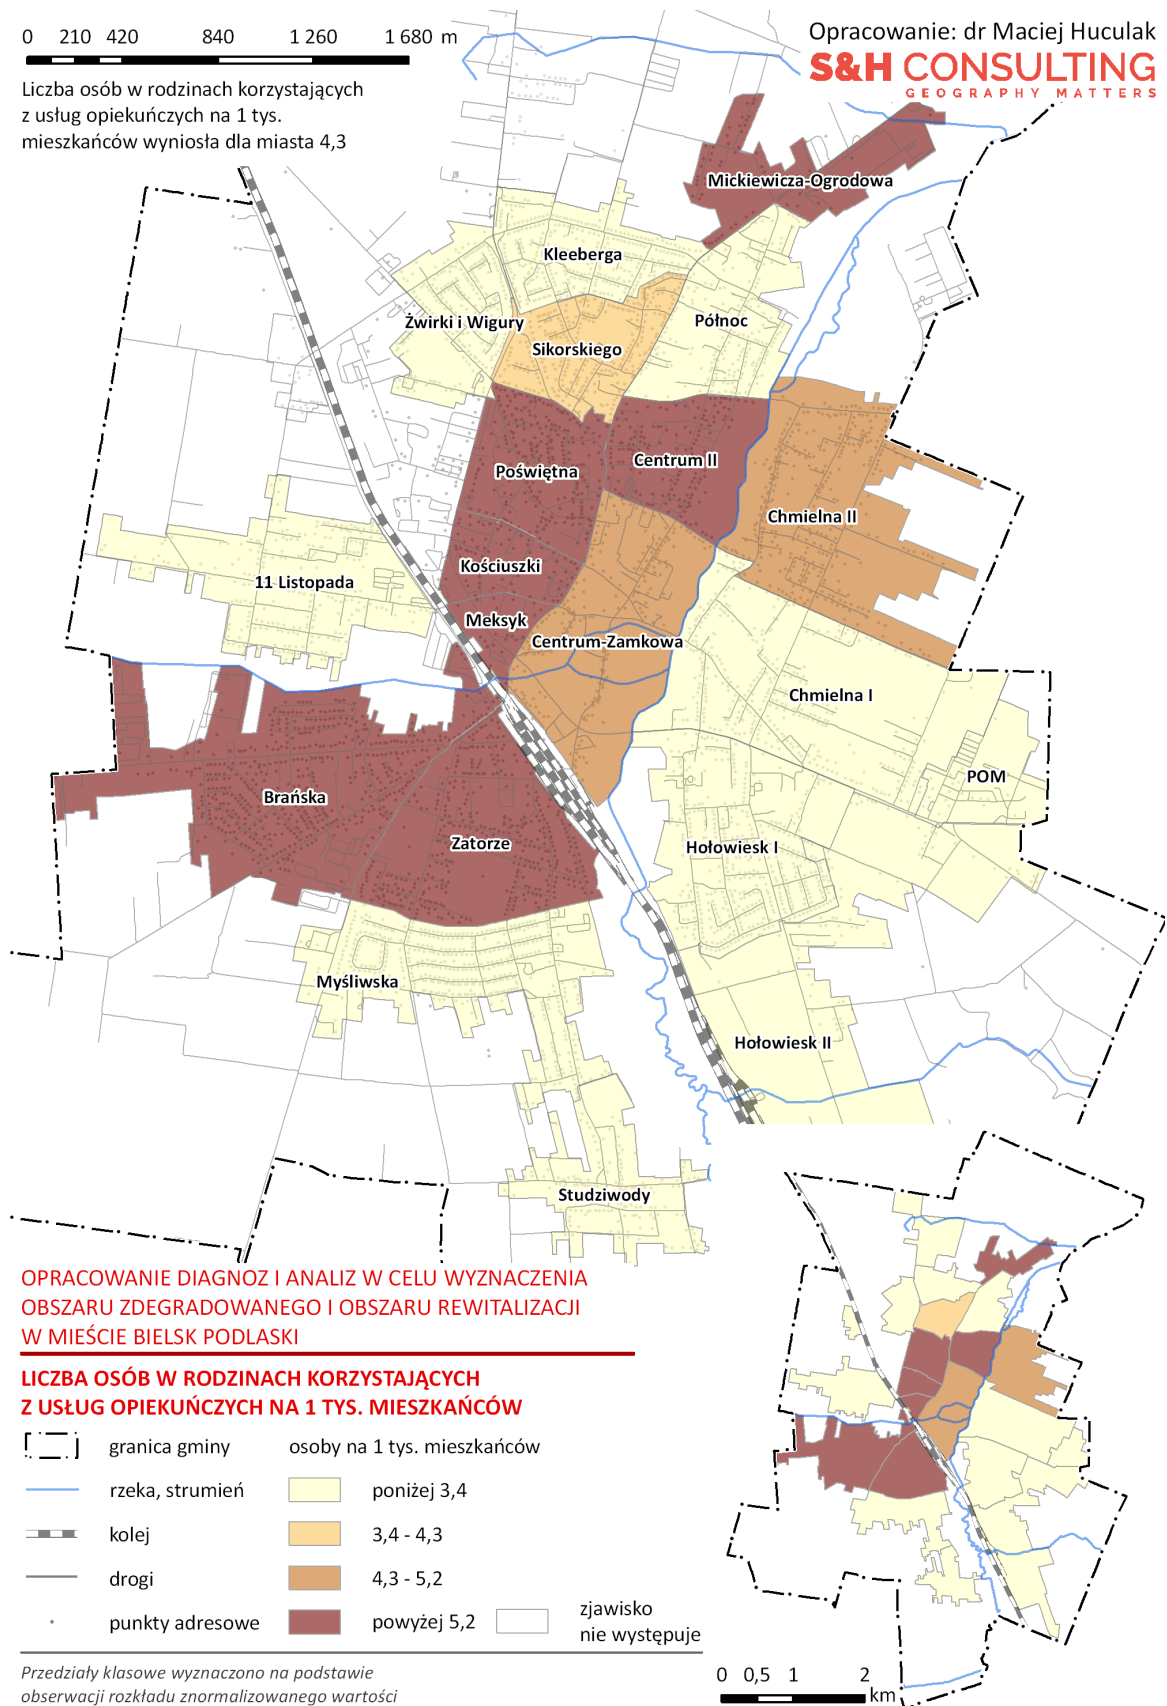 0 210 420 840 1 260 1 680 m
Opracowanie: dr Maciej Huculak
S&H CONSULTING
GEOGRAPHY MATTERS
Liczba osób w rodzinach korzystających
z usług opiekuńczych na 1 tys.
mieszkańców wyniosła dla miasta 4,3
Mickiewicza-Ogrodowa
Kleeberga
Żwirki i Wigury
Północ
Sikorskiego
Poświętna
Centrum II
Chmielna II
Kościuszki
11 Listopada
Meksyk
Centrum-Zamkowa
Chmielna I
POM
Brańska
Zatorze
Hołowiesk I
Myśliwska
Hołowiesk II
Studziwody
OPRACOWANIE DIAGNOZ I ANALIZ W CELU WYZNACZENIA
OBSZARU ZDEGRADOWANEGO I OBSZARU REWITALIZACJI
W MIEŚCIE BIELSK PODLASKI
LICZBA OSÓB W RODZINACH KORZYSTAJĄCYCH
Z USŁUG OPIEKUŃCZYCH NA 1 TYS. MIESZKAŃCÓW
granica gminy
osoby na 1 tys. mieszkańców
rzeka, strumień
poniżej 3,4
kolej
3,4 - 4,3
drogi
4,3 - 5,2
punkty adresowe
powyżej 5,2
zjawisko
nie występuje
Przedziały klasowe wyznaczono na podstawie
obserwacji rozkładu znormalizowanego wartości
0 0,5 1 2
km